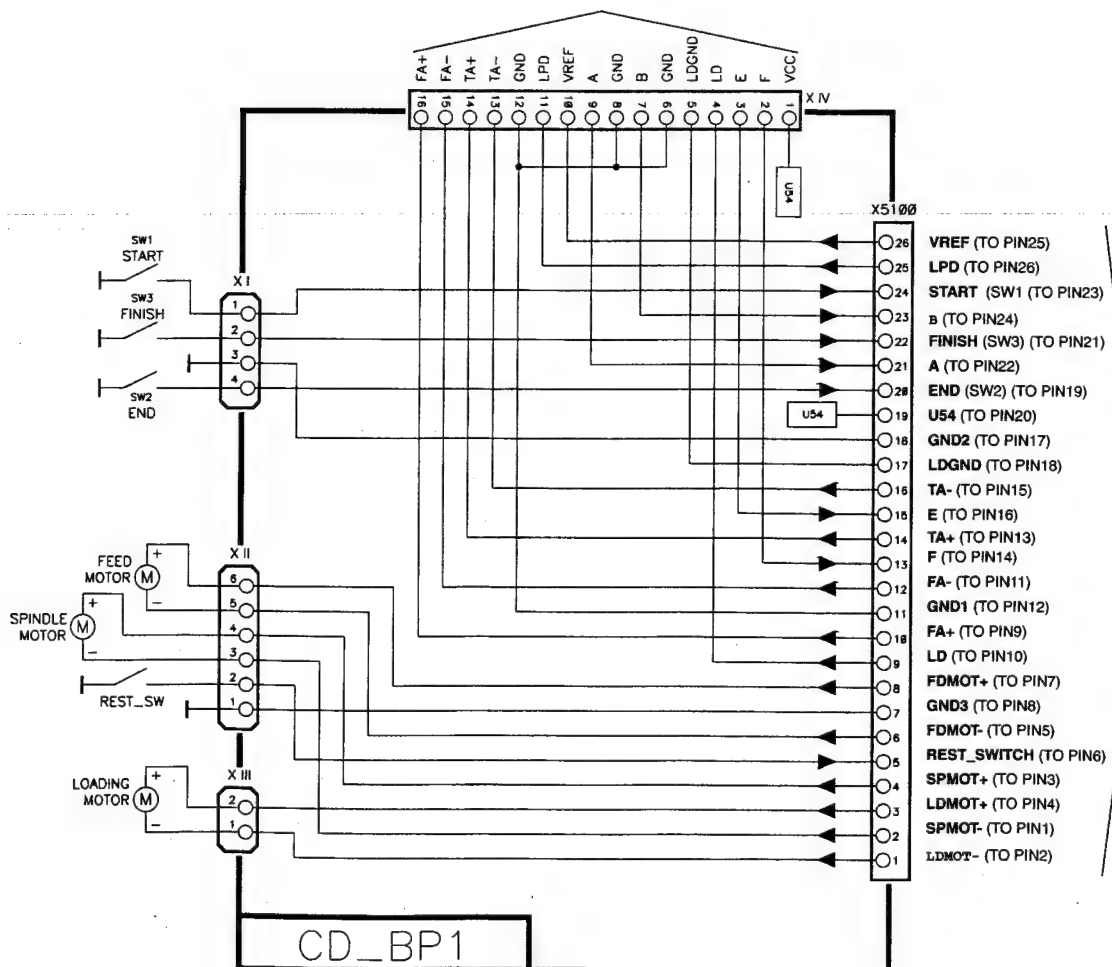 FA+ FA- TA+ TA- GND LPD VREF A GND B GND LDGND LD E F VCC
16 15 14 13 12 11 10 9 8 7 6 5 4 3 2 1 X IV
U54
X5100
26 VREF (TO PIN25)
25 LPD (TO PIN26)
24 START (SW1 (TO PIN23)
23 B (TO PIN24)
22 FINISH (SW3) (TO PIN21)
21 A (TO PIN22)
20 END (SW2) (TO PIN19)
U54 19 U54 (TO PIN20)
18 GND2 (TO PIN17)
17 LDGND (TO PIN18)
16 TA- (TO PIN15)
15 E (TO PIN16)
14 TA+ (TO PIN13)
13 F (TO PIN14)
12 FA- (TO PIN11)
11 GND1 (TO PIN12)
10 FA+ (TO PIN9)
9 LD (TO PIN10)
8 FDMOT+ (TO PIN7)
7 GND3 (TO PIN8)
6 FDMOT- (TO PIN5)
5 REST_SWITCH (TO PIN6)
4 SPMOT+ (TO PIN3)
3 LDMOT+ (TO PIN4)
2 SPMOT- (TO PIN1)
1 LDMOT- (TO PIN2)
SW1
START
X I
1
SW3
FINISH
2
3
4
SW2
END
X II
FEED
MOTOR
+
M
-
6
5
SPINDLE
MOTOR
+
M
-
4
3
2
REST_SW
1
X III
LOADING
MOTOR
+
M
-
2
1
CD_BP1